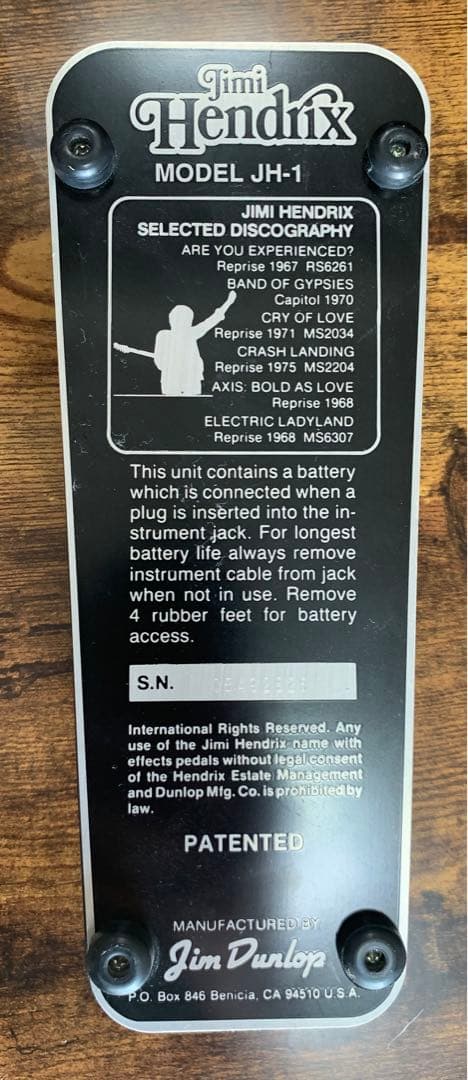 Jimi
Hendrix
MODEL JH-1
JIMI HENDRIX
SELECTED DISCOGRAPHY
ARE YOU EXPERIENCED?
Reprise 1967 RS6261
BAND OF GYPSIES
Capitol 1970
CRY OF LOVE
Reprise 1971 MS2034
CRASH LANDING
Reprise 1975 MS2204
AXIS: BOLD AS LOVE
Reprise 1968
ELECTRIC LADYLAND
Reprise 1968 MS6307
This unit contains a battery
which is connected when a
plug is inserted into the in-
strument jack. For longest
battery life always remove
instrument cable from jack
when not in use. Remove
4 rubber feet for battery
access.
S.N.
International Rights Reserved. Any
use of the Jimi Hendrix name with
effects pedals without legal consent
of the Hendrix Estate Management
and Dunlop Mfg. Co. is prohibited by
law.
PATENTED
MANUFACTURED BY
Jim Dunlop
P.O. Box 846 Benicia, CA 94510 U.S.A.